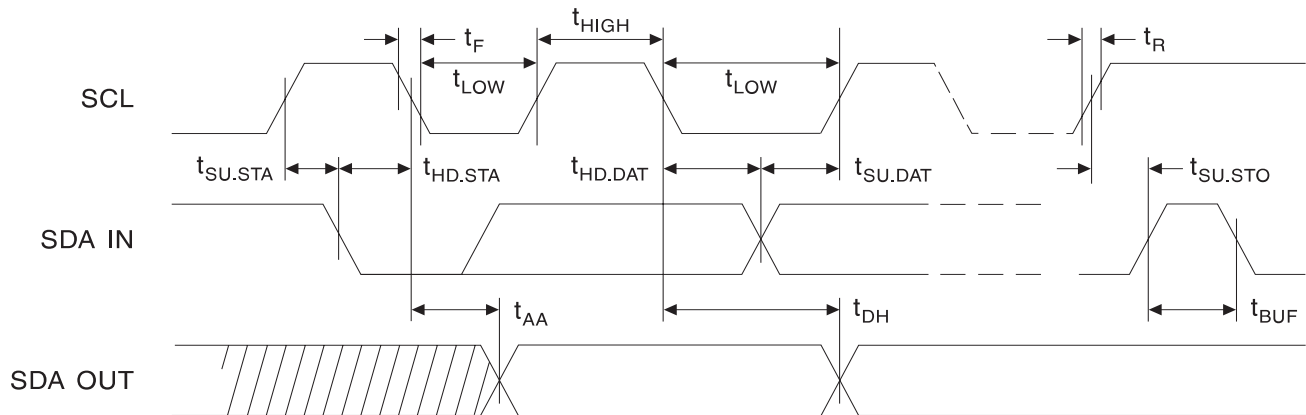 t_F
t_HIGH
t_R
t_LOW
t_LOW
SCL
t_SU.STA
t_HD.STA
t_HD.DAT
t_SU.DAT
t_SU.STO
SDA IN
t_AA
t_DH
t_BUF
SDA OUT